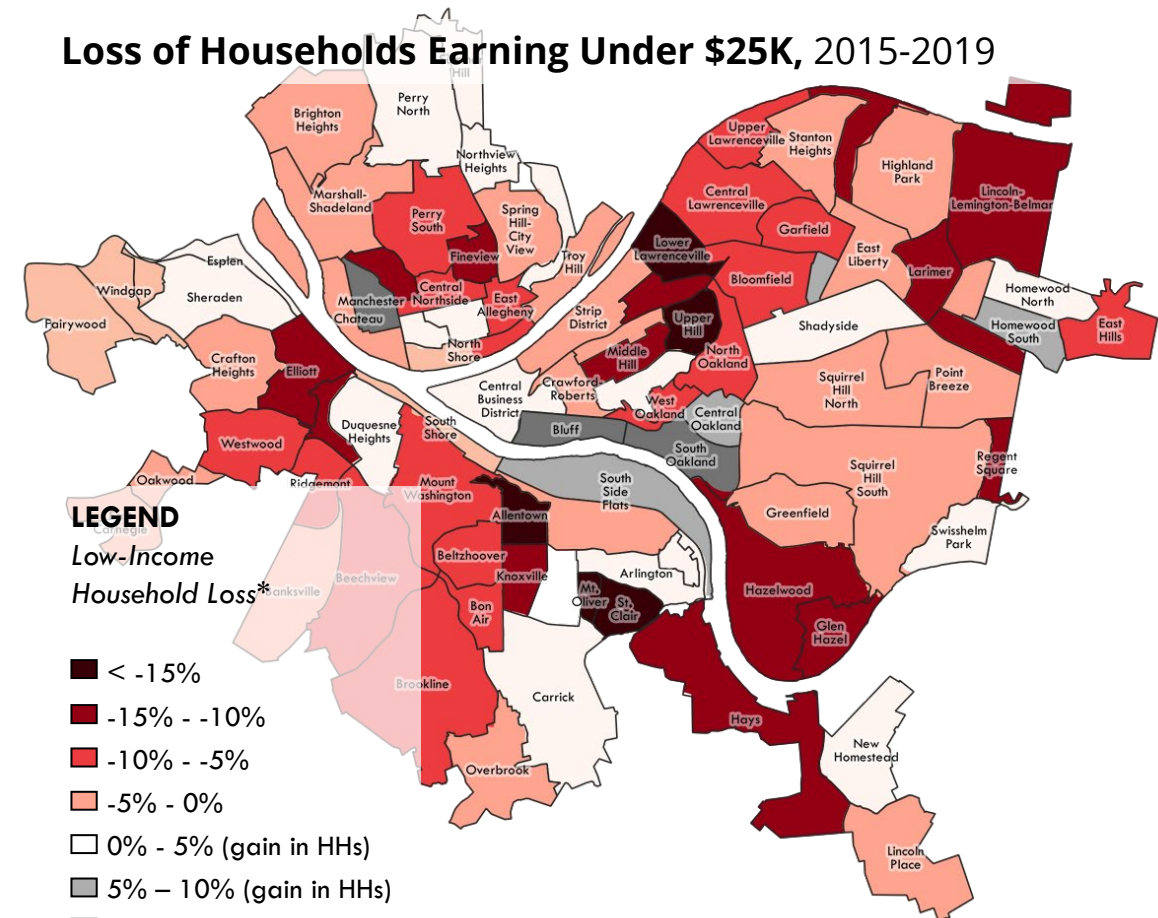 Loss of Households Earning Under $25K, 2015-2019
Hill
Perry
North
Brighton
Heights
Northview
Heights
Marshall-
Shadeland
Perry
South
Spring
Hill-
City
View
Fineview
Troy
Hill
Manchester
Chateau
Central
Northside
East
Allegheny
North
Shore
Esplen
Windgap
Sheraden
Fairywood
Crafton
Heights
Elliott
Westwood
Duquesne
Heights
Oakwood
Ridgemont
South
Shore
Mount
Washington
Upper
Lawrenceville
Stanton
Heights
Highland
Park
Lincoln-
Lemington-Belmar
Central
Lawrenceville
Garfield
East
Liberty
Larimer
Lower
Lawrenceville
Bloomfield
Homewood
North
Homewood
South
East
Hills
Strip
District
Upper
Hill
Shadyside
Middle
Hill
North
Oakland
Central
Business
District
Crawford-
Roberts
West
Oakland
Central
Oakland
Squirrel
Hill
North
Point
Breeze
Bluff
South
Oakland
Squirrel
Hill
South
Regent
Square
South
Side
Flats
Greenfield
Swisshelm
Park
Allentown
Beltzhoover
Knoxville
Arlington
Mt.
Oliver
St.
Clair
Bon
Air
Hazelwood
Glen
Hazel
Carnegie
Banksville
Beechview
Brookline
Carrick
Overbrook
Hays
New
Homestead
Lincoln
Place
LEGEND
Low-Income
Household Loss*
< -15%
-15% - -10%
-10% - -5%
-5% - 0%
0% - 5% (gain in HHs)
5% – 10% (gain in HHs)